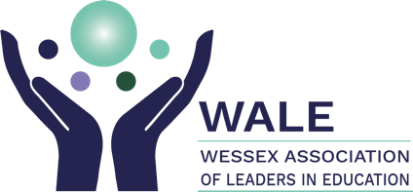 WALE
WESSEX ASSOCIATION
OF LEADERS IN EDUCATION